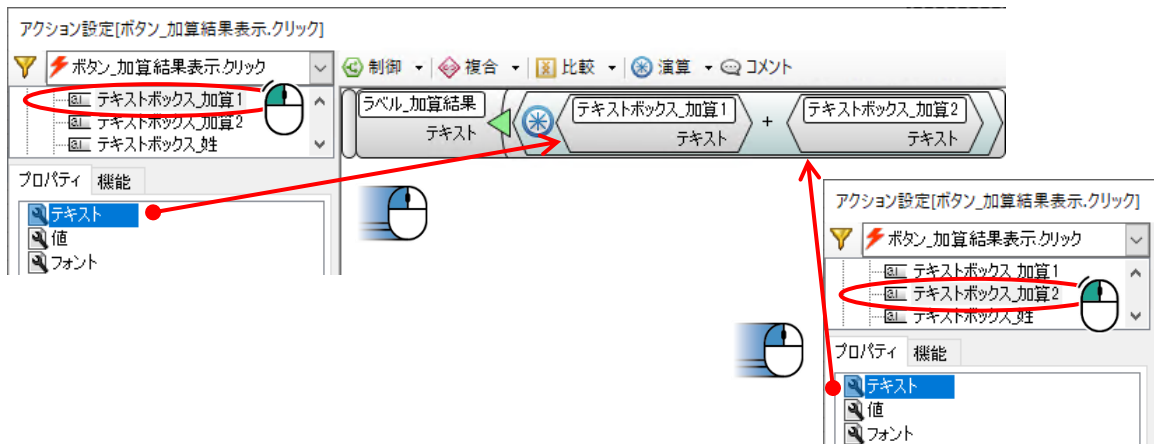 アクション設定[ボタン_加算結果表示.クリック]
ボタン_加算結果表示.クリック
制御 複合 比較 演算 コメント
テキストボックス_加算1
テキストボックス_加算2
テキストボックス_姓
ラベル_加算結果
テキスト
テキストボックス_加算1
テキスト
+
テキストボックス_加算2
テキスト
プロパティ 機能
テキスト
値
フォント
アクション設定[ボタン_加算結果表示.クリック]
ボタン_加算結果表示.クリック
テキストボックス_加算1
テキストボックス_加算2
テキストボックス_姓
プロパティ 機能
テキスト
値
フォント